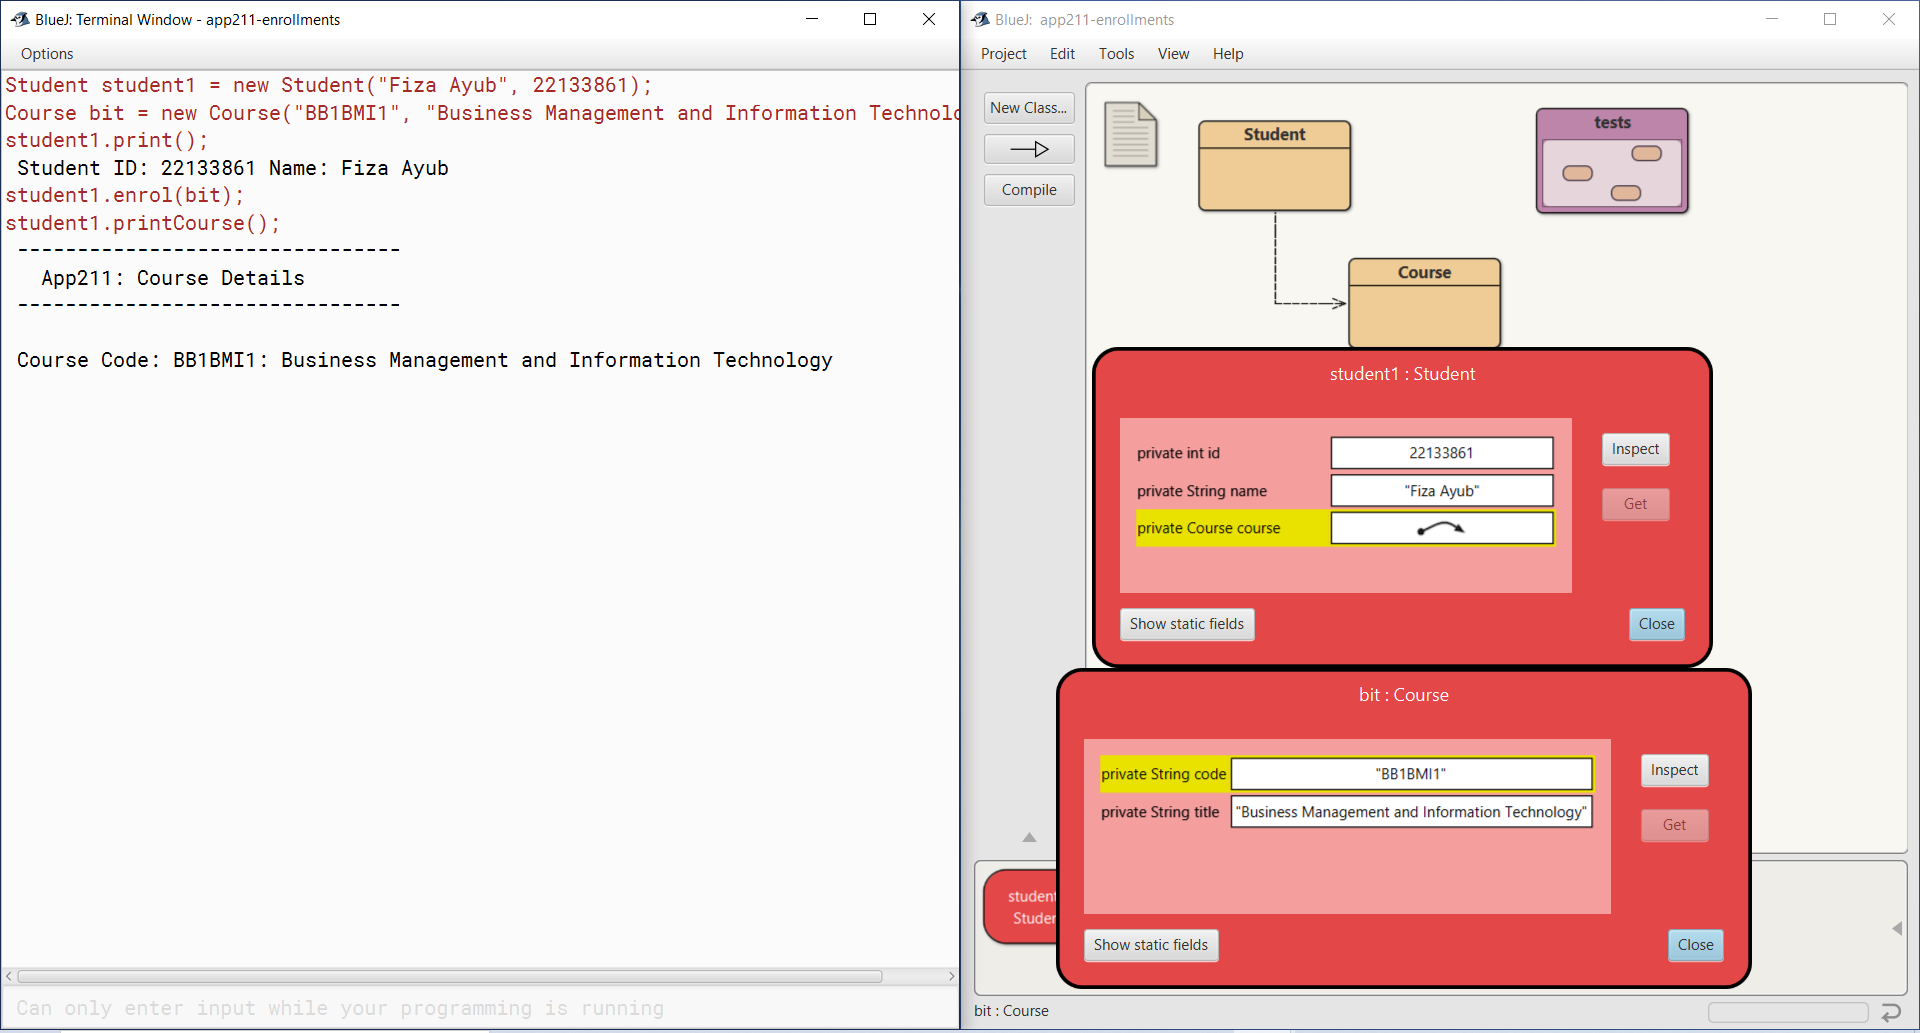 BlueJ: Terminal Window - app211-enrollments
Options
Student student1 = new Student("Fiza Ayub", 22133861);
Course bit = new Course("BB1BMI1", "Business Management and Information Technolo
student1.print();
Student ID: 22133861 Name: Fiza Ayub
student1.enrol(bit);
student1.printCourse();
--------------------------------
App211: Course Details
--------------------------------
Course Code: BB1BMI1: Business Management and Information Technology
Can only enter input while your programming is running
BlueJ: app211-enrollments
Project Edit Tools View Help
New Class...
Compile
Student
tests
Course
student1 : Student
private int id 22133861
private String name "Fiza Ayub"
private Course course
Inspect
Get
Show static fields
Close
bit : Course
private String code "BB1BMI1"
private String title "Business Management and Information Technology"
Inspect
Get
Show static fields
Close
student
Studer
bit : Course